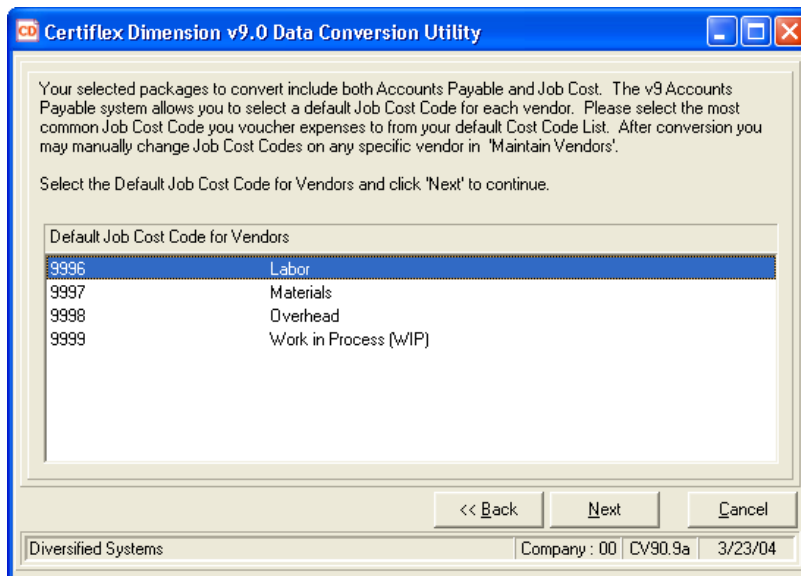 CD Certiflex Dimension v9.0 Data Conversion Utility
Your selected packages to convert include both Accounts Payable and Job Cost.  The v9 Accounts
Payable system allows you to select a default Job Cost Code for each vendor.  Please select the most
common Job Cost Code you voucher expenses to from your default Cost Code List.  After conversion you
may manually change Job Cost Codes on any specific vendor in  'Maintain Vendors'.
Select the Default Job Cost Code for Vendors and click 'Next' to continue.
Default Job Cost Code for Vendors
9996 Labor
9997 Materials
9998 Overhead
9999 Work in Process (WIP)
<< Back Next Cancel
Diversified Systems Company : 00 CV90.9a 3/23/04